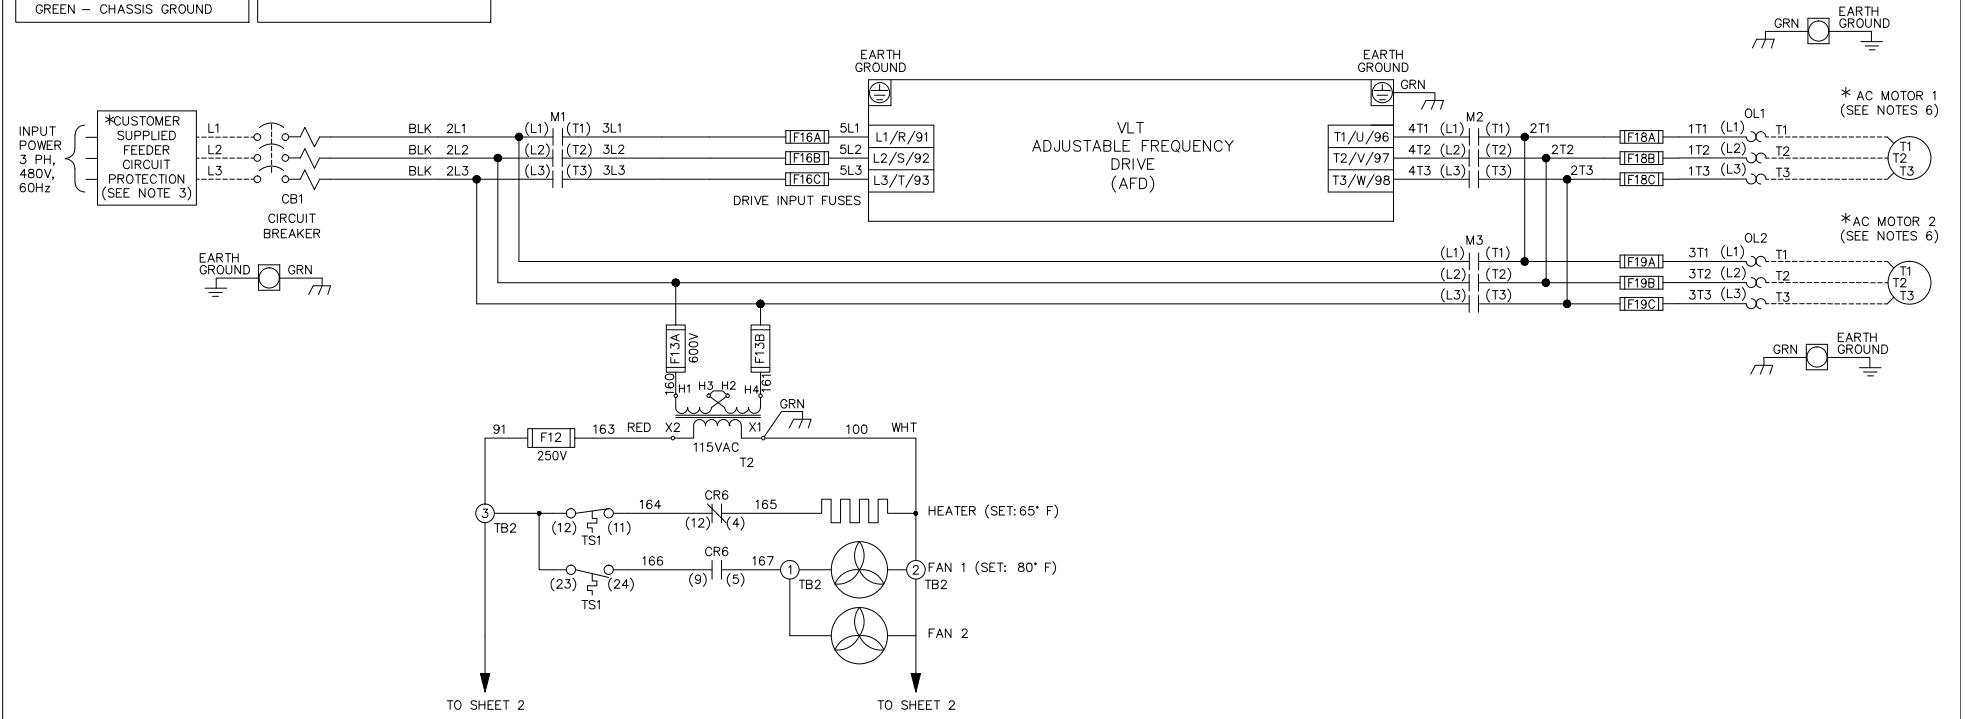 GREEN – CHASSIS GROUND
GRN
EARTH
GROUND
INPUT
POWER
3 PH,
480V,
60Hz
*CUSTOMER
SUPPLIED
FEEDER
CIRCUIT
PROTECTION
(SEE NOTE 3)
L1
L2
L3
CB1
CIRCUIT
BREAKER
BLK 2L1
BLK 2L2
BLK 2L3
M1
(L1) (T1) 3L1
(L2) (T2) 3L2
(L3) (T3) 3L3
F16A 5L1
F16B 5L2
F16C 5L3
DRIVE INPUT FUSES
EARTH
GROUND
L1/R/91
L2/S/92
L3/T/93
VLT
ADJUSTABLE FREQUENCY
DRIVE
(AFD)
EARTH
GROUND
GRN
T1/U/96
T2/V/97
T3/W/98
M2
4T1 (L1) (T1) 2T1
4T2 (L2) (T2) 2T2
4T3 (L3) (T3) 2T3
F18A 1T1 (L1) T1
F18B 1T2 (L2) T2
F18C 1T3 (L3) T3
OL1
* AC MOTOR 1
(SEE NOTES 6)
T1
T2
T3
EARTH
GROUND
GRN
M3
(L1) (T1)
(L2) (T2)
(L3) (T3)
F19A 3T1 (L1) T1
F19B 3T2 (L2) T2
F19C 3T3 (L3) T3
OL2
*AC MOTOR 2
(SEE NOTES 6)
T1
T2
T3
GRN
EARTH
GROUND
F13A
600V
F13B
160
161
H1 H3 H2 H4
GRN
91
F12
250V
163 RED X2
X1
115VAC
T2
100 WHT
3
TB2
(12) (11)
TS1
164
CR6
(12) (4)
165
HEATER (SET:65° F)
(23) (24)
TS1
166
CR6
(9) (5)
167
1
TB2
2
TB2
FAN 1 (SET: 80° F)
FAN 2
TO SHEET 2
TO SHEET 2